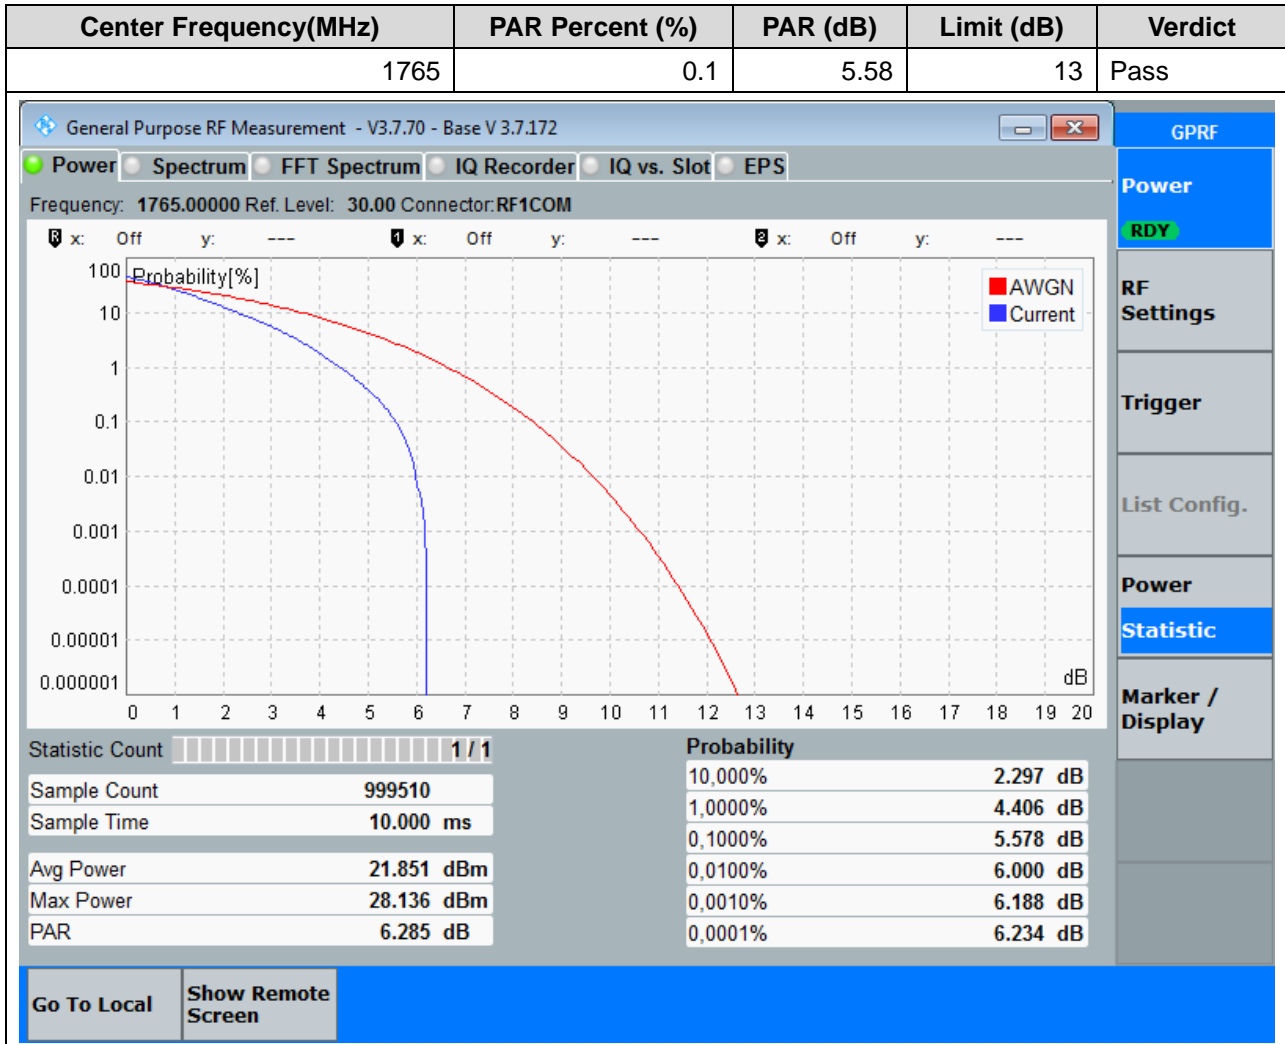 Center Frequency(MHz) PAR Percent (%) PAR (dB) Limit (dB) Verdict
1765 0.1 5.58 13 Pass
General Purpose RF Measurement - V3.7.70 - Base V 3.7.172
GPRF
Power Spectrum FFT Spectrum IQ Recorder IQ vs. Slot EPS
Frequency: 1765.00000 Ref. Level: 30.00 Connector:RF1COM
R x: Off y: --- 1 x: Off y: --- 2 x: Off y: ---
Probability[%]
100
10
1
0.1
0.01
0.001
0.0001
0.00001
0.000001
AWGN
Current
dB
0 1 2 3 4 5 6 7 8 9 10 11 12 13 14 15 16 17 18 19 20
Statistic Count 1 / 1
Sample Count 999510
Sample Time 10.000 ms
Avg Power 21.851 dBm
Max Power 28.136 dBm
PAR 6.285 dB
Probability
10,000% 2.297 dB
1,0000% 4.406 dB
0,1000% 5.578 dB
0,0100% 6.000 dB
0,0010% 6.188 dB
0,0001% 6.234 dB
Power
RDY
RF
Settings
Trigger
List Config.
Power
Statistic
Marker /
Display
Go To Local
Show Remote
Screen